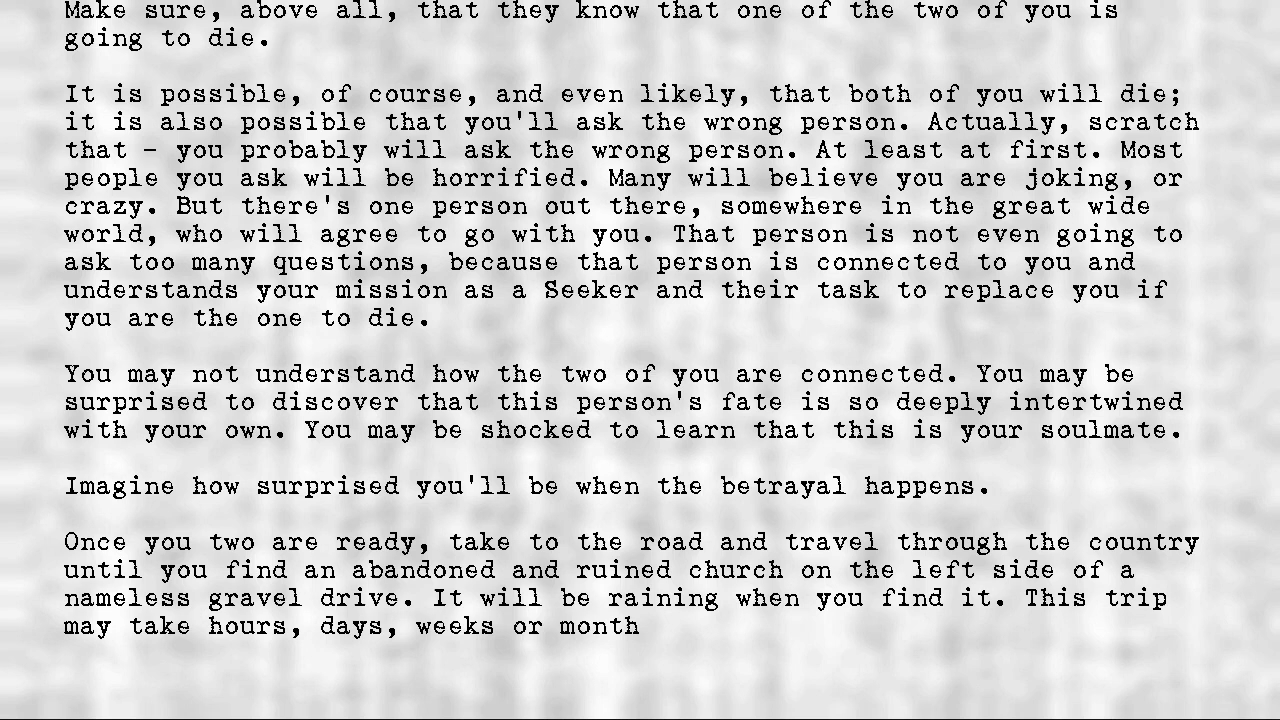 Make sure, above all, that they know that one of the two of you is
going to die.
It is possible, of course, and even likely, that both of you will die;
it is also possible that you'll ask the wrong person. Actually, scratch
that - you probably will ask the wrong person. At least at first. Most
people you ask will be horrified. Many will believe you are joking, or
crazy. But there's one person out there, somewhere in the great wide
world, who will agree to go with you. That person is not even going to
ask too many questions, because that person is connected to you and
understands your mission as a Seeker and their task to replace you if
you are the one to die.
You may not understand how the two of you are connected. You may be
surprised to discover that this person's fate is so deeply intertwined
with your own. You may be shocked to learn that this is your soulmate.
Imagine how surprised you'll be when the betrayal happens.
Once you two are ready, take to the road and travel through the country
until you find an abandoned and ruined church on the left side of a
nameless gravel drive. It will be raining when you find it. This trip
may take hours, days, weeks or month